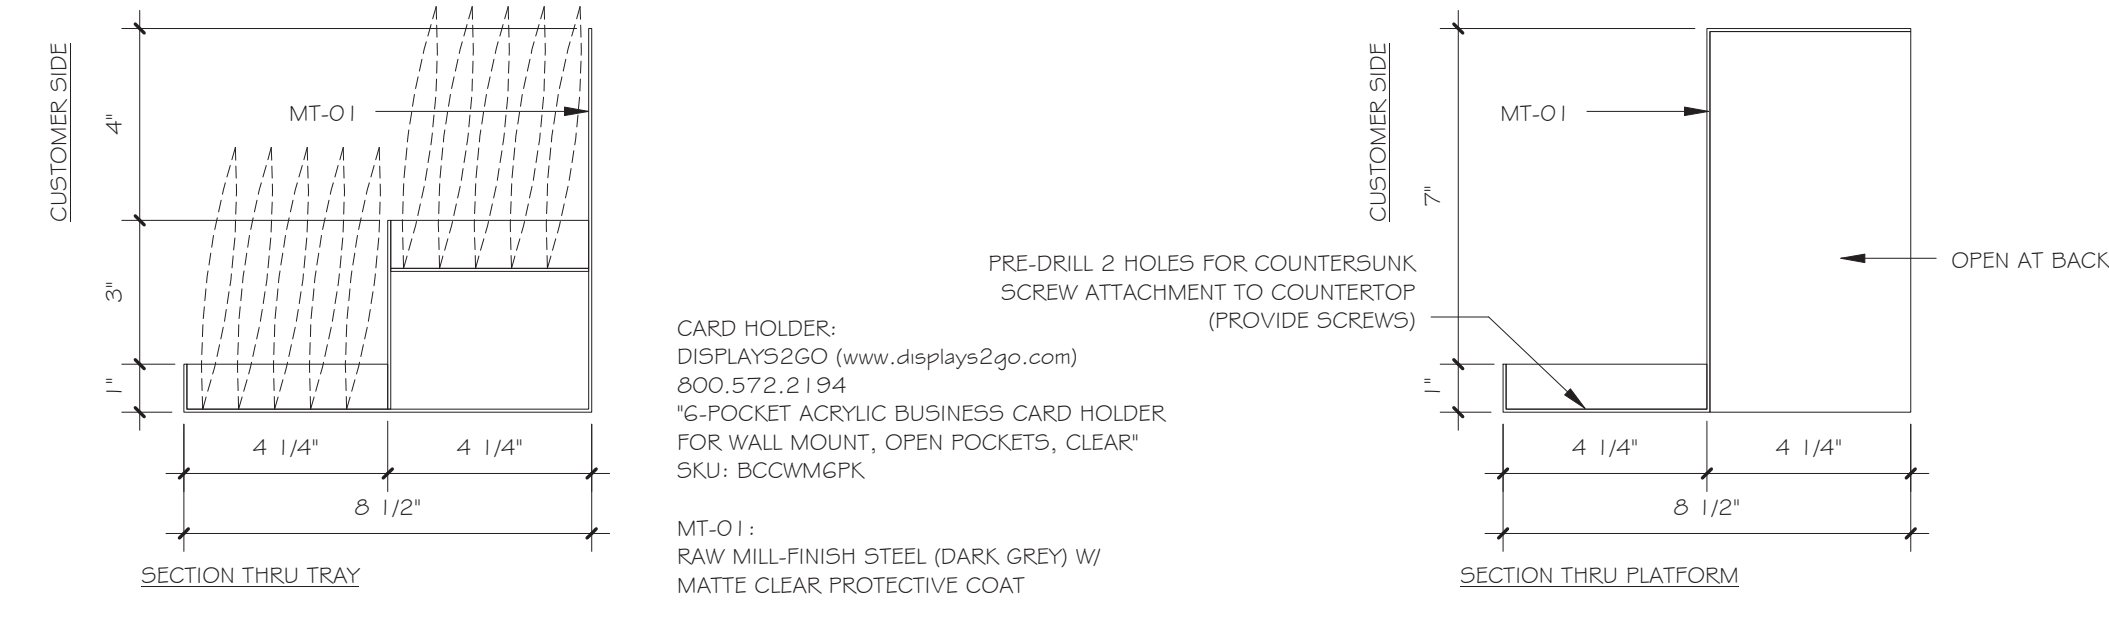 CUSTOMER SIDE
4"
3"
1"
MT-01
4 1/4"
4 1/4"
8 1/2"
SECTION THRU TRAY
CARD HOLDER:
DISPLAYS2GO (www.displays2go.com)
800.572.2194
"6-POCKET ACRYLIC BUSINESS CARD HOLDER
FOR WALL MOUNT, OPEN POCKETS, CLEAR"
SKU: BCCWM6PK
MT-01:
RAW MILL-FINISH STEEL (DARK GREY) W/
MATTE CLEAR PROTECTIVE COAT
PRE-DRILL 2 HOLES FOR COUNTERSUNK
SCREW ATTACHMENT TO COUNTERTOP
(PROVIDE SCREWS)
CUSTOMER SIDE
7"
1"
MT-01
OPEN AT BACK
4 1/4"
4 1/4"
8 1/2"
SECTION THRU PLATFORM